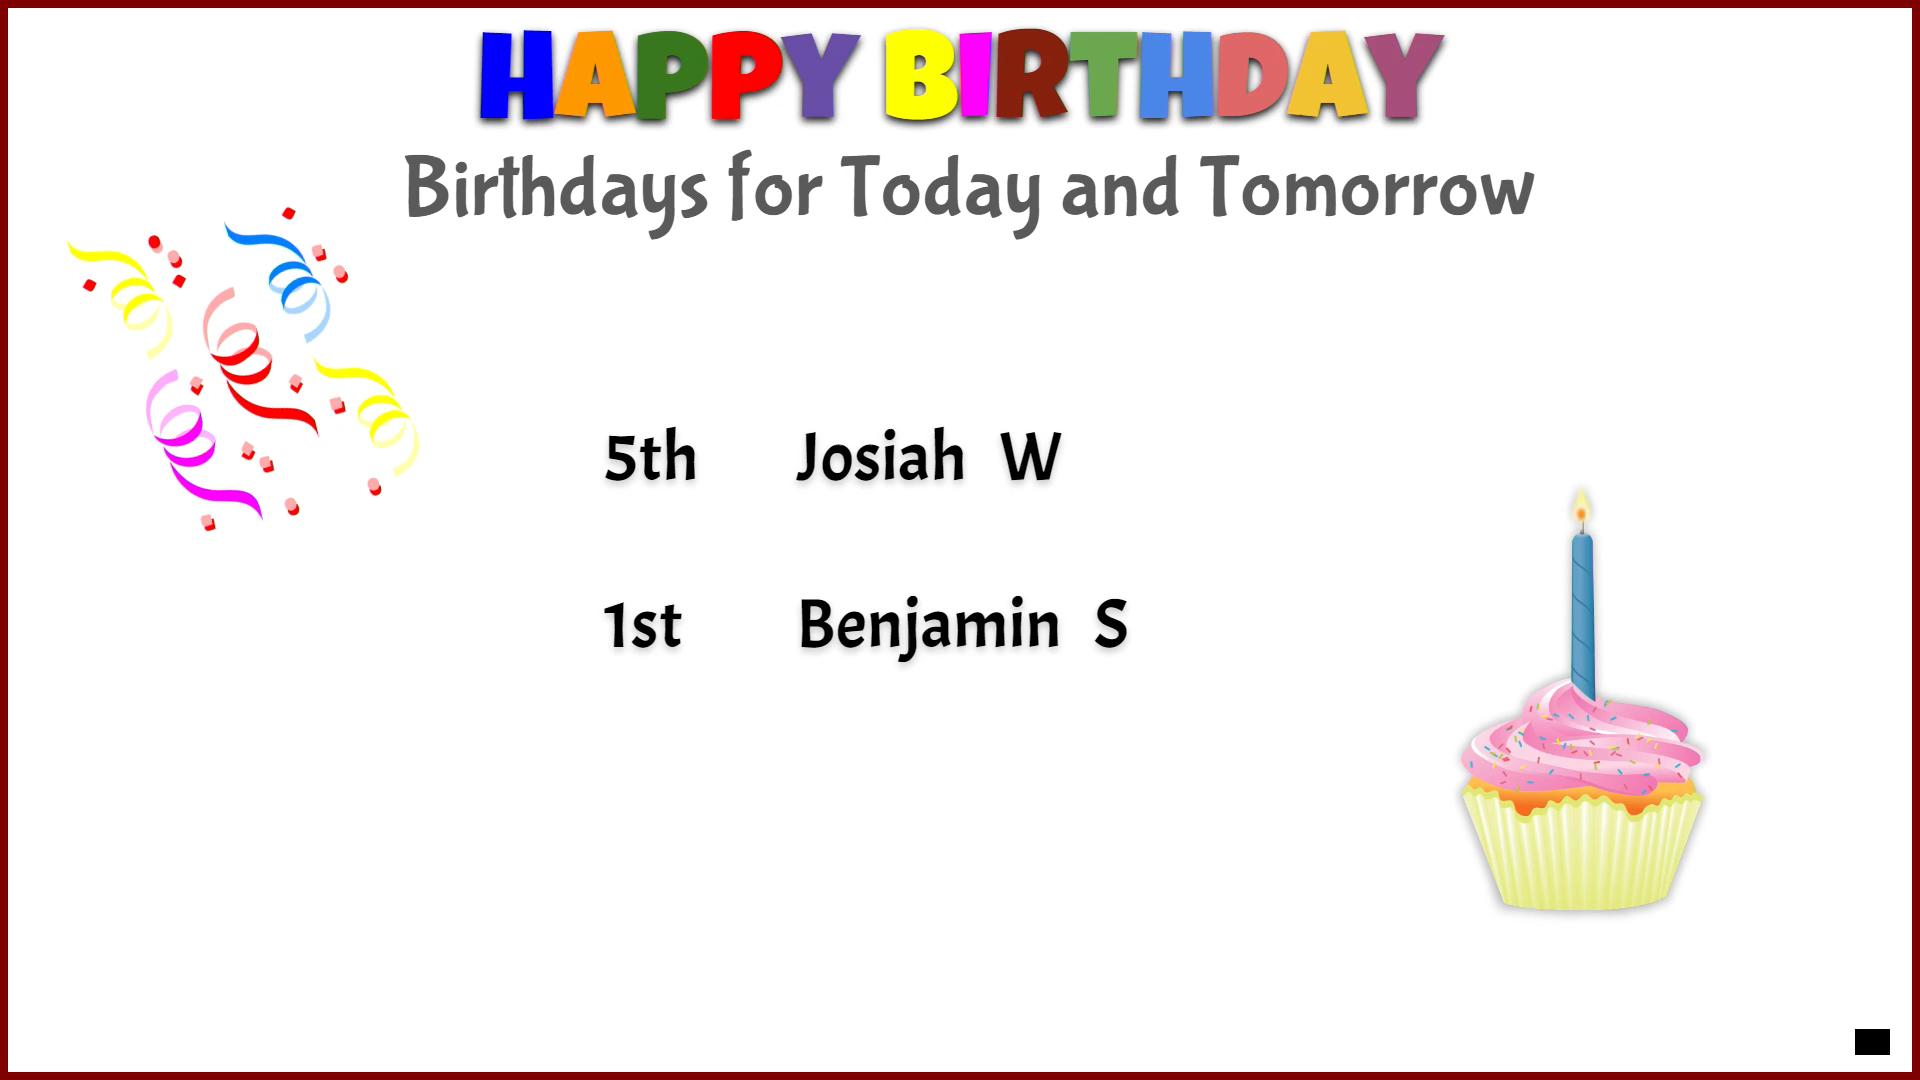 HAPPY BIRTHDAY
Birthdays for Today and Tomorrow
5th Josiah W
1st Benjamin S